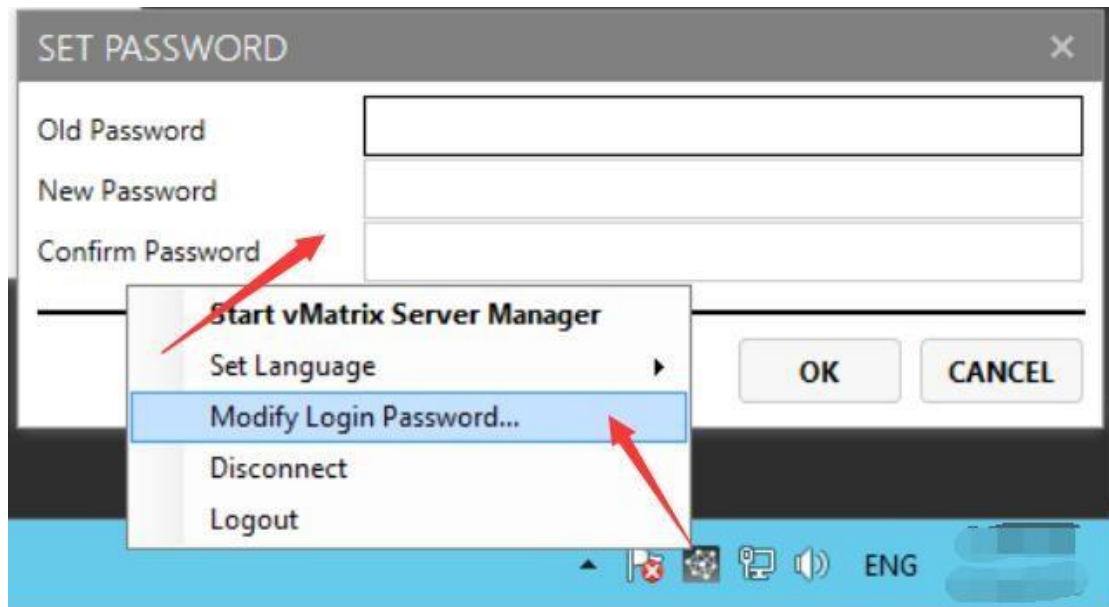 SET PASSWORD
Old Password
New Password
Confirm Password
Start vMatrix Server Manager
Set Language
OK
CANCEL
Modify Login Password...
Disconnect
Logout
ENG